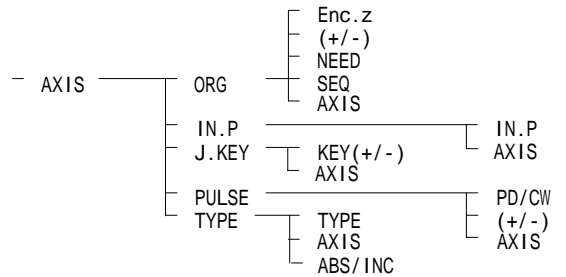 Enc.z
(+/-)
NEED
AXIS ORG SEQ
AXIS
IN.P IN.P
J.KEY KEY(+/-) AXIS
AXIS
PULSE PD/CW
TYPE TYPE (+/-)
AXIS AXIS
ABS/INC